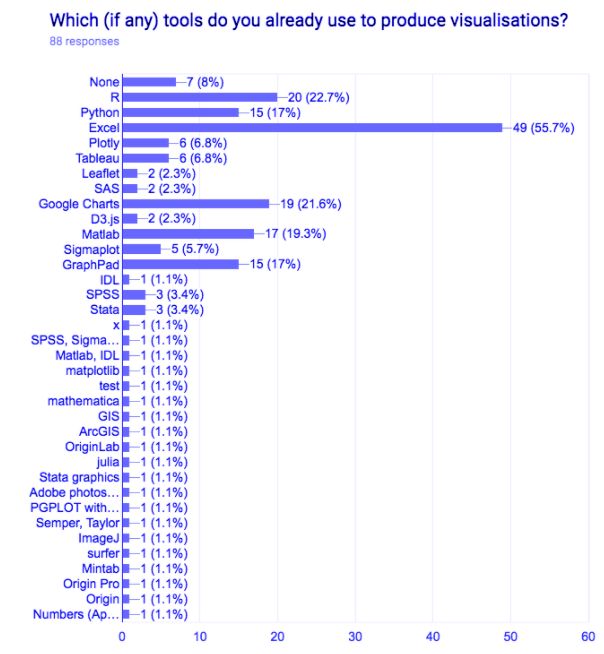 Which (if any) tools do you already use to produce visualisations?
88 responses
None 7 (8%)
R 20 (22.7%)
Python 15 (17%)
Excel 49 (55.7%)
Plotly 6 (6.8%)
Tableau 6 (6.8%)
Leaflet 2 (2.3%)
SAS 2 (2.3%)
Google Charts 19 (21.6%)
D3.js 2 (2.3%)
Matlab 17 (19.3%)
Sigmaplot 5 (5.7%)
GraphPad 15 (17%)
IDL 1 (1.1%)
SPSS 3 (3.4%)
Stata 3 (3.4%)
x 1 (1.1%)
SPSS, Sigma... 1 (1.1%)
Matlab, IDL 1 (1.1%)
matplotlib 1 (1.1%)
test 1 (1.1%)
mathematica 1 (1.1%)
GIS 1 (1.1%)
ArcGIS 1 (1.1%)
OriginLab 1 (1.1%)
julia 1 (1.1%)
Stata graphics 1 (1.1%)
Adobe photos... 1 (1.1%)
PGPLOT with... 1 (1.1%)
Semper, Taylor 1 (1.1%)
ImageJ 1 (1.1%)
surfer 1 (1.1%)
Mintab 1 (1.1%)
Origin Pro 1 (1.1%)
Origin 1 (1.1%)
Numbers (Ap... 1 (1.1%)
0 10 20 30 40 50 60